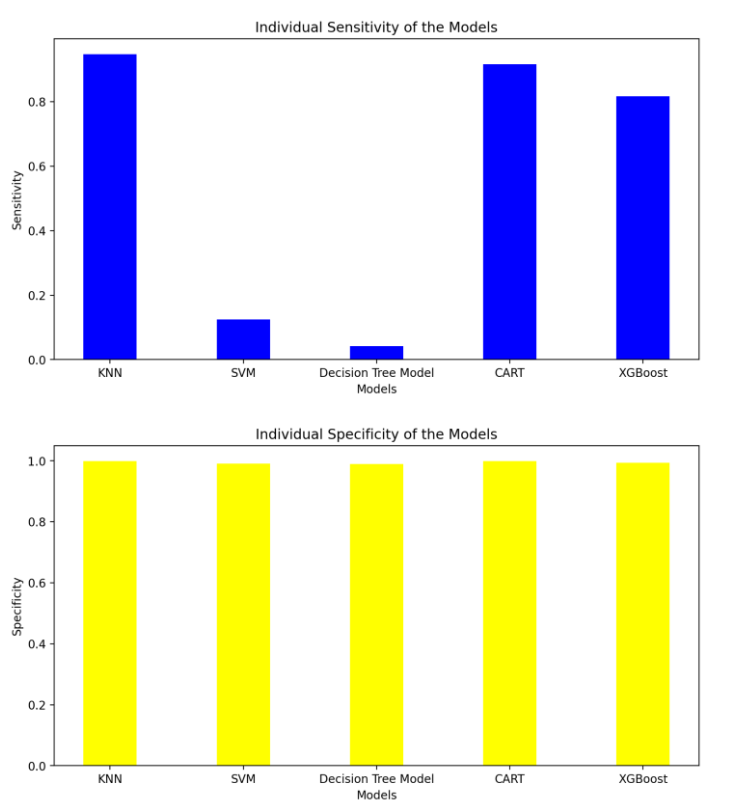 Individual Sensitivity of the Models
0.8
0.6
0.4
0.2
0.0
Sensitivity
KNN SVM Decision Tree Model CART XGBoost
Models
Individual Specificity of the Models
1.0
0.8
0.6
0.4
0.2
0.0
Specificity
KNN SVM Decision Tree Model CART XGBoost
Models